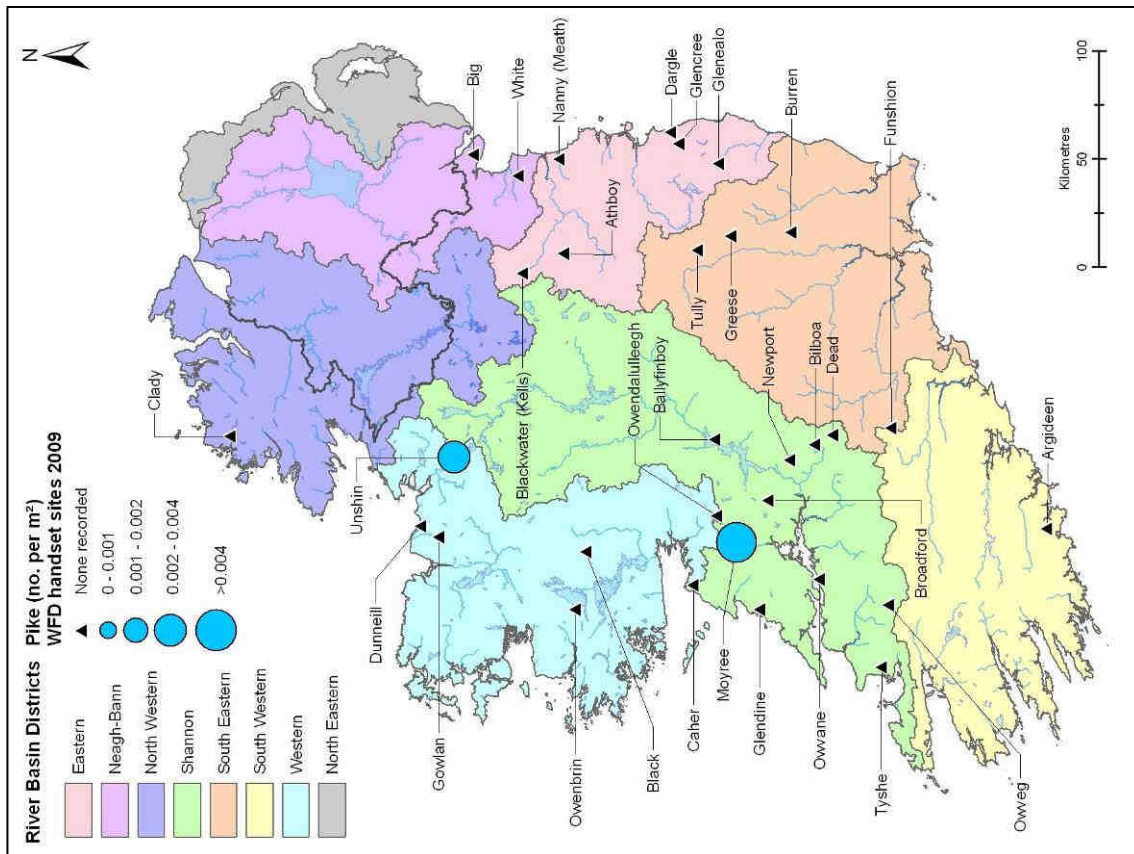 River Basin Districts
Eastern
Neagh-Bann
North Western
Shannon
South Eastern
South Western
Western
North Eastern
Pike (no. per m²)
WFD handset sites 2009
None recorded
0 - 0.001
0.001 - 0.002
0.002 - 0.004
>0.004
N
Clady
Unshin
Dunneill
Gowlan
Owenbrin
Black
Caher
Moyree
Glendine
Owvane
Tyshe
Owveg
Broadford
Argideen
Blackwater (Kells)
Owendalulleegh
Ballyfinboy
Newport
Bilboa
Dead
Tully
Greese
Athboy
Big
White
Nanny (Meath)
Dargle
Glencree
Glenealo
Burren
Funshion
0
50
100
Kilometres